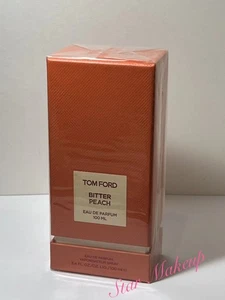 TOM FORD
BITTER
PEACH
EAU DE PARFUM
100 ML
Star Makeup